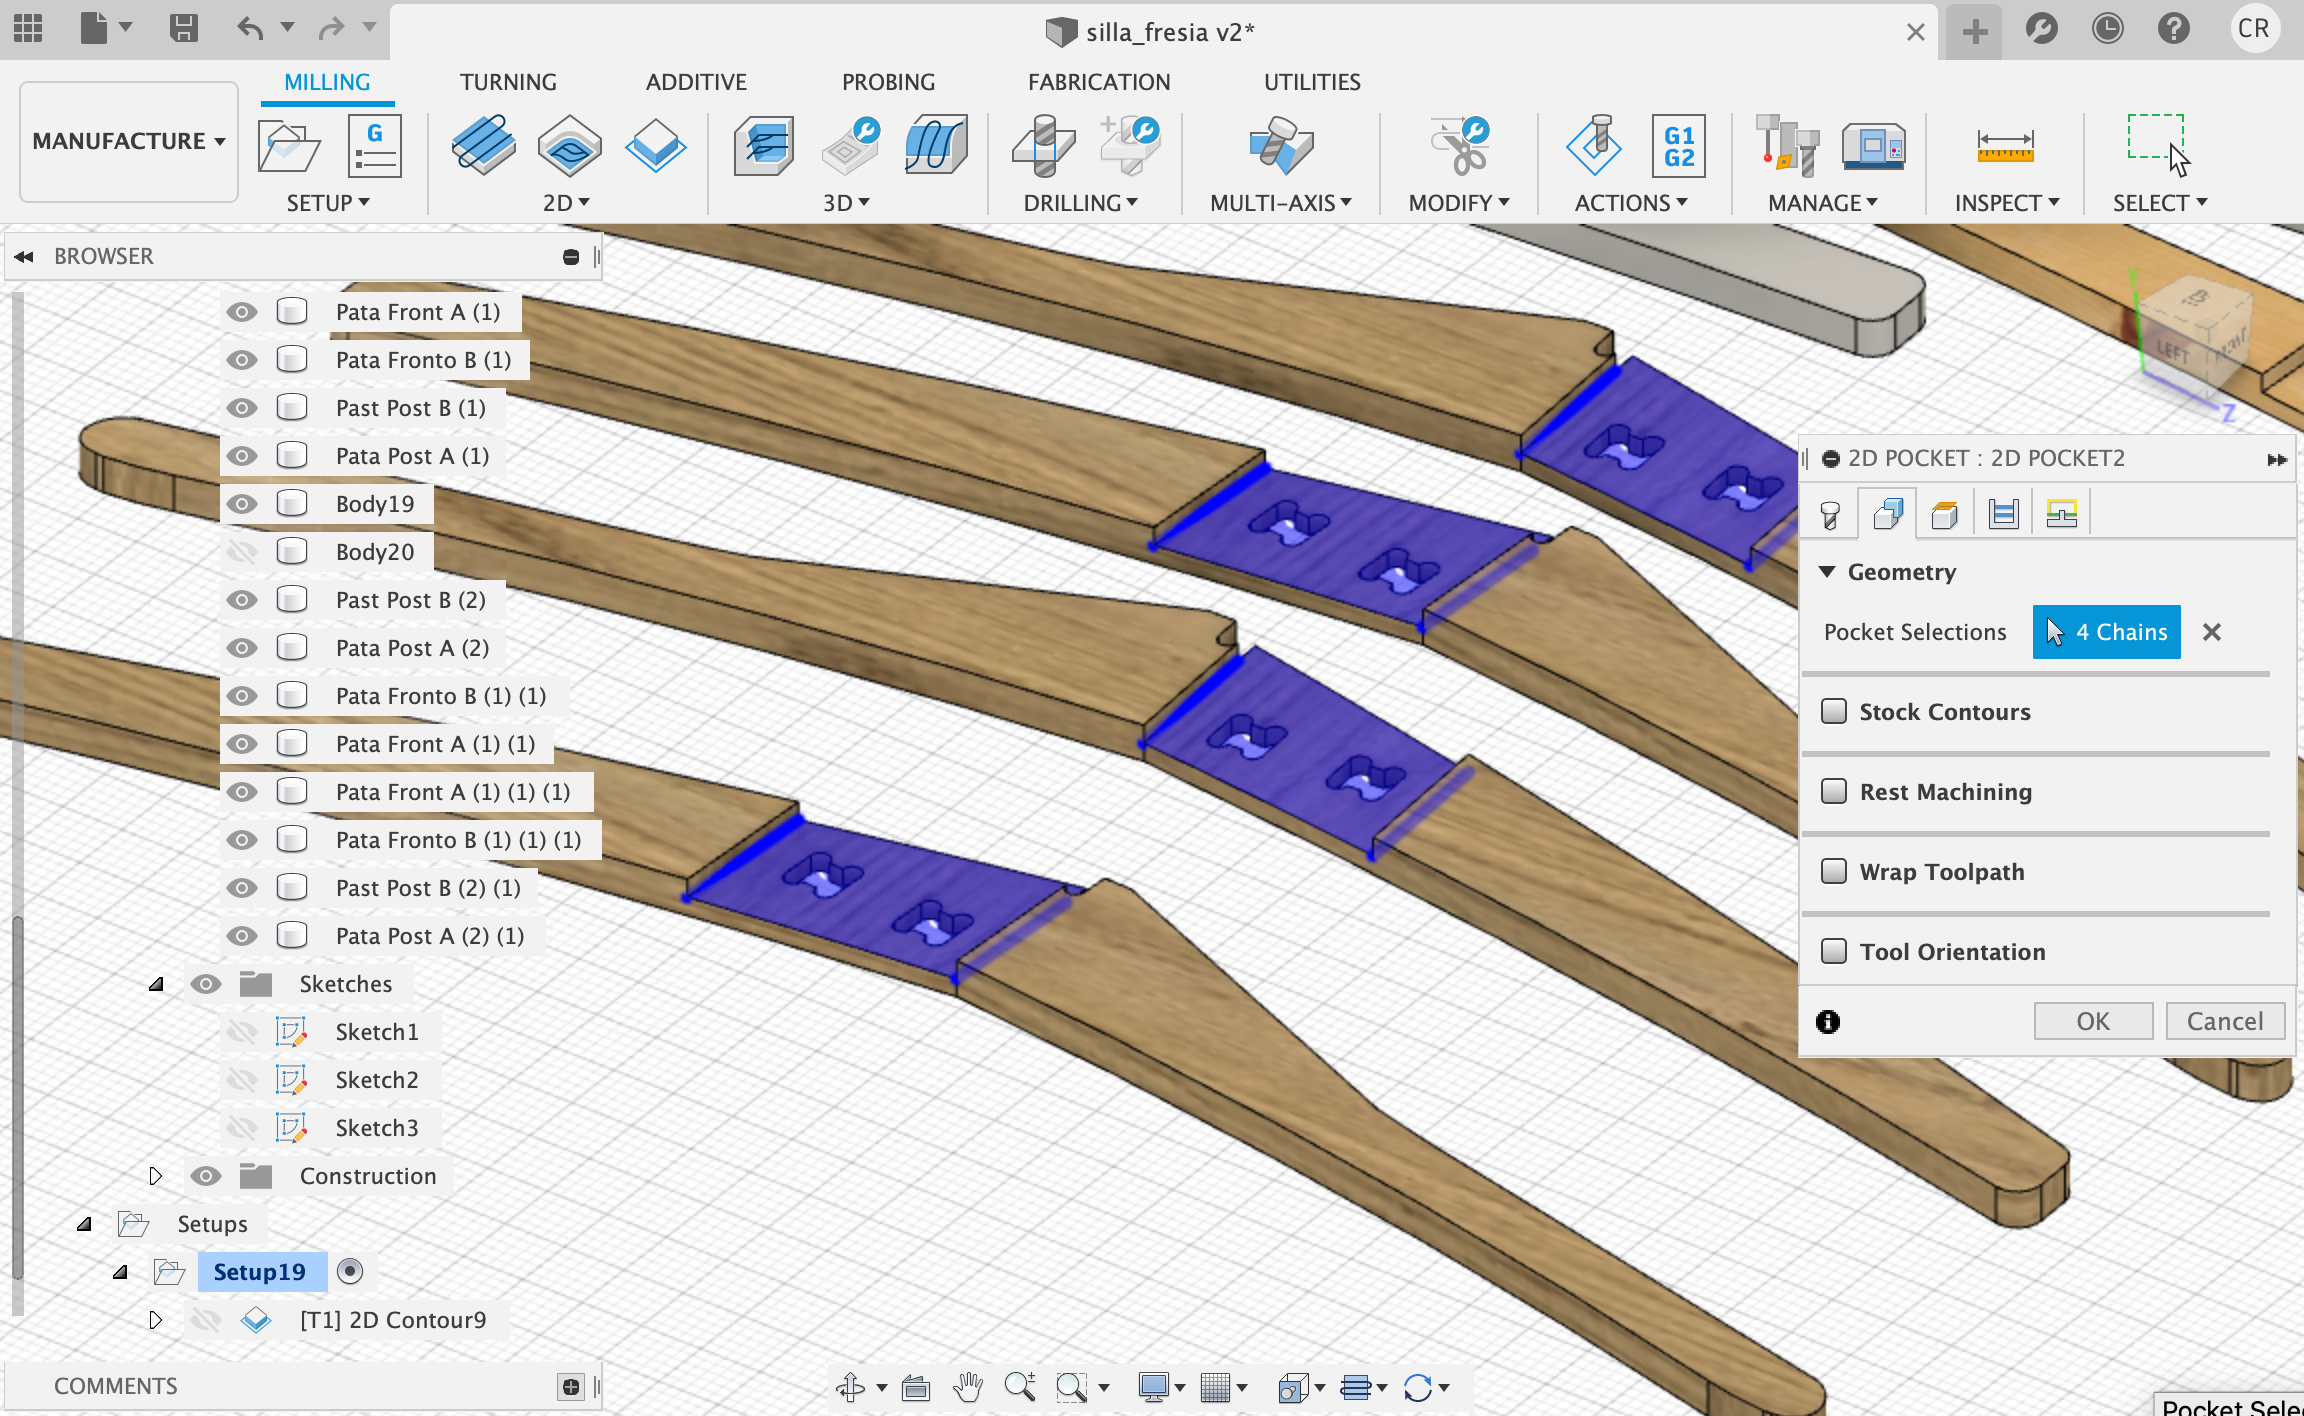 silla_fresia v2*
CR
MANUFACTURE
MILLING
TURNING
ADDITIVE
PROBING
FABRICATION
UTILITIES
G
G1
G2
SETUP
2D
3D
DRILLING
MULTI-AXIS
MODIFY
ACTIONS
MANAGE
INSPECT
SELECT
BROWSER
Pata Front A (1)
Pata Fronto B (1)
Past Post B (1)
Pata Post A (1)
Body19
Body20
Past Post B (2)
Pata Post A (2)
Pata Fronto B (1) (1)
Pata Front A (1) (1)
Pata Front A (1) (1) (1)
Pata Fronto B (1) (1) (1)
Past Post B (2) (1)
Pata Post A (2) (1)
Sketches
Sketch1
Sketch2
Sketch3
Construction
Setups
Setup19
[T1] 2D Contour9
COMMENTS
Y
LEFT
Z
2D POCKET : 2D POCKET2
Geometry
Pocket Selections
4 Chains
Stock Contours
Rest Machining
Wrap Toolpath
Tool Orientation
OK
Cancel
Pocket Sele